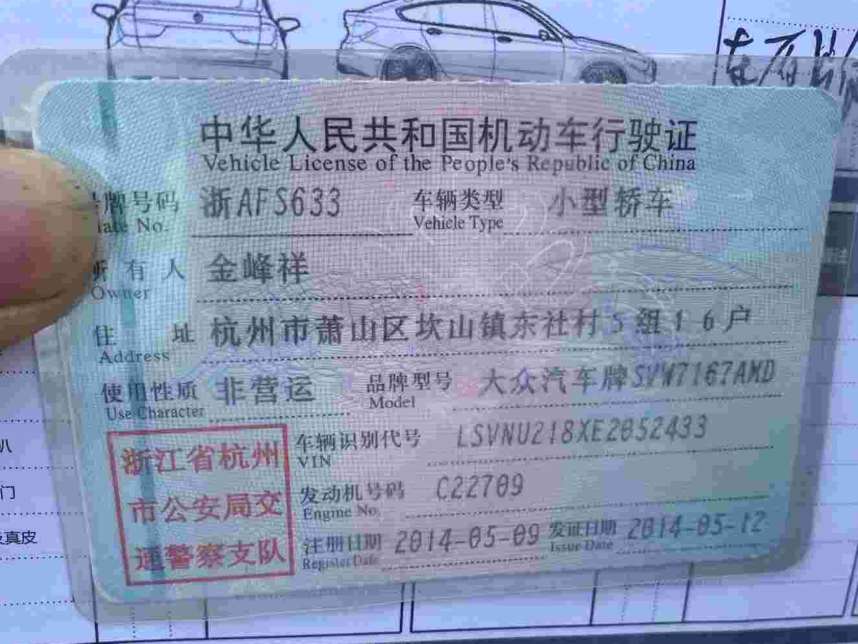 中华人民共和国机动车行驶证
Vehicle License of the People's Republic of China
牌号码 浙AFS633 车辆类型 小型轿车
No. Vehicle Type
有人 金峰祥
Owner
住址 杭州市萧山区坎山镇东社村5组16户
Address
使用性质 非营运 品牌型号 大众汽车牌SVW7167AMD
Use Character Model
浙江省杭州
市公安局交
通警察支队
车辆识别代号 LSVNU218XE2052433
VIN
发动机号码 C22709
Engine No.
注册日期 2014-05-09 发证日期 2014-05-12
Register Date Issue Date
门
真皮